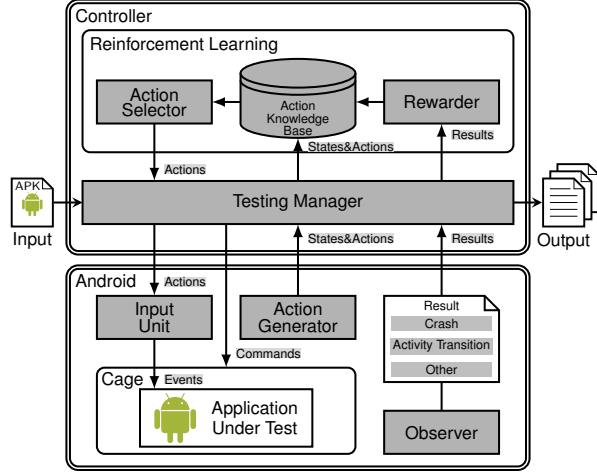 Controller
Reinforcement Learning
Action
Selector
Action
Knowledge
Base
Rewarder
States&Actions
Results
Actions
APK
Testing Manager
Input
Output
States&Actions
Results
Android
Actions
Input
Unit
Action
Generator
Result
Crash
Activity Transition
Other
Commands
Cage
Events
Application
Under Test
Observer